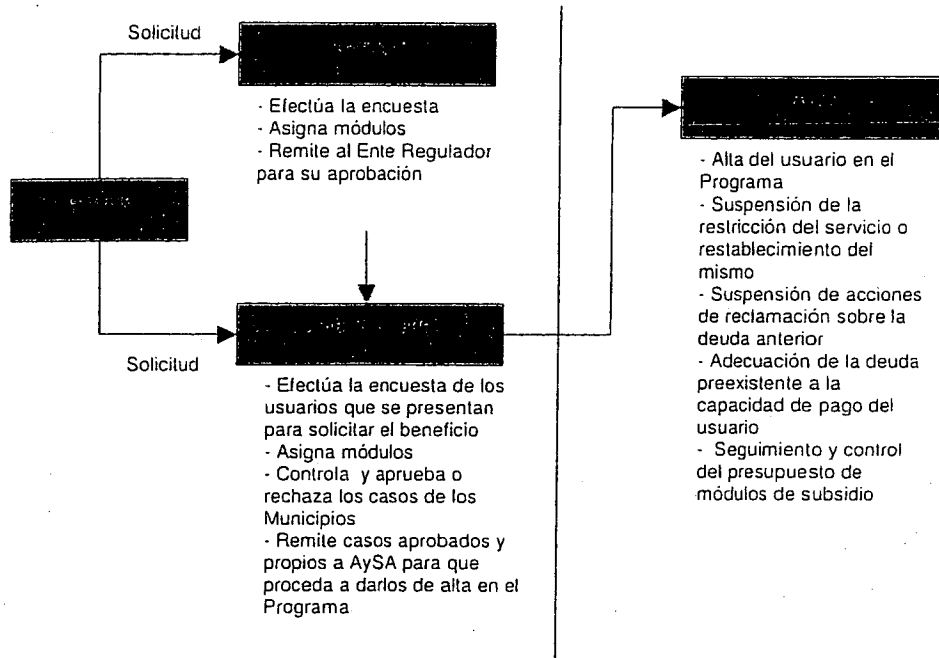 Solicitud
- Efectúa la encuesta
- Asigna módulos
- Remite al Ente Regulador
para su aprobación
Solicitud
- Efectúa la encuesta de los
usuarios que se presentan
para solicitar el beneficio
- Asigna módulos
- Controla y aprueba o
rechaza los casos de los
Municipios
- Remite casos aprobados y
propios a AySA para que
proceda a darlos de alta en el
Programa
- Alta del usuario en el
Programa
- Suspensión de la
restricción del servicio o
restablecimiento del
mismo
- Suspensión de acciones
de reclamación sobre la
deuda anterior
- Adecuación de la deuda
preexistente a la
capacidad de pago del
usuario
- Seguimiento y control
del presupuesto de
módulos de subsidio